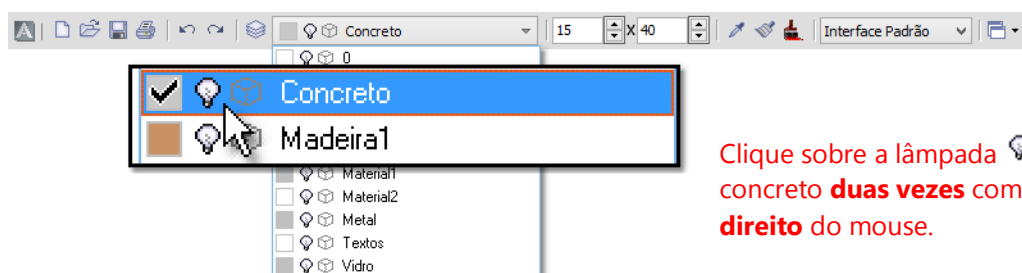 Concreto 15 X 40 Interface Padrão
0
Concreto
Madeira1
Material1
Material2
Metal
Textos
Vidro
Clique sobre a lâmpada
concreto duas vezes com
direito do mouse.